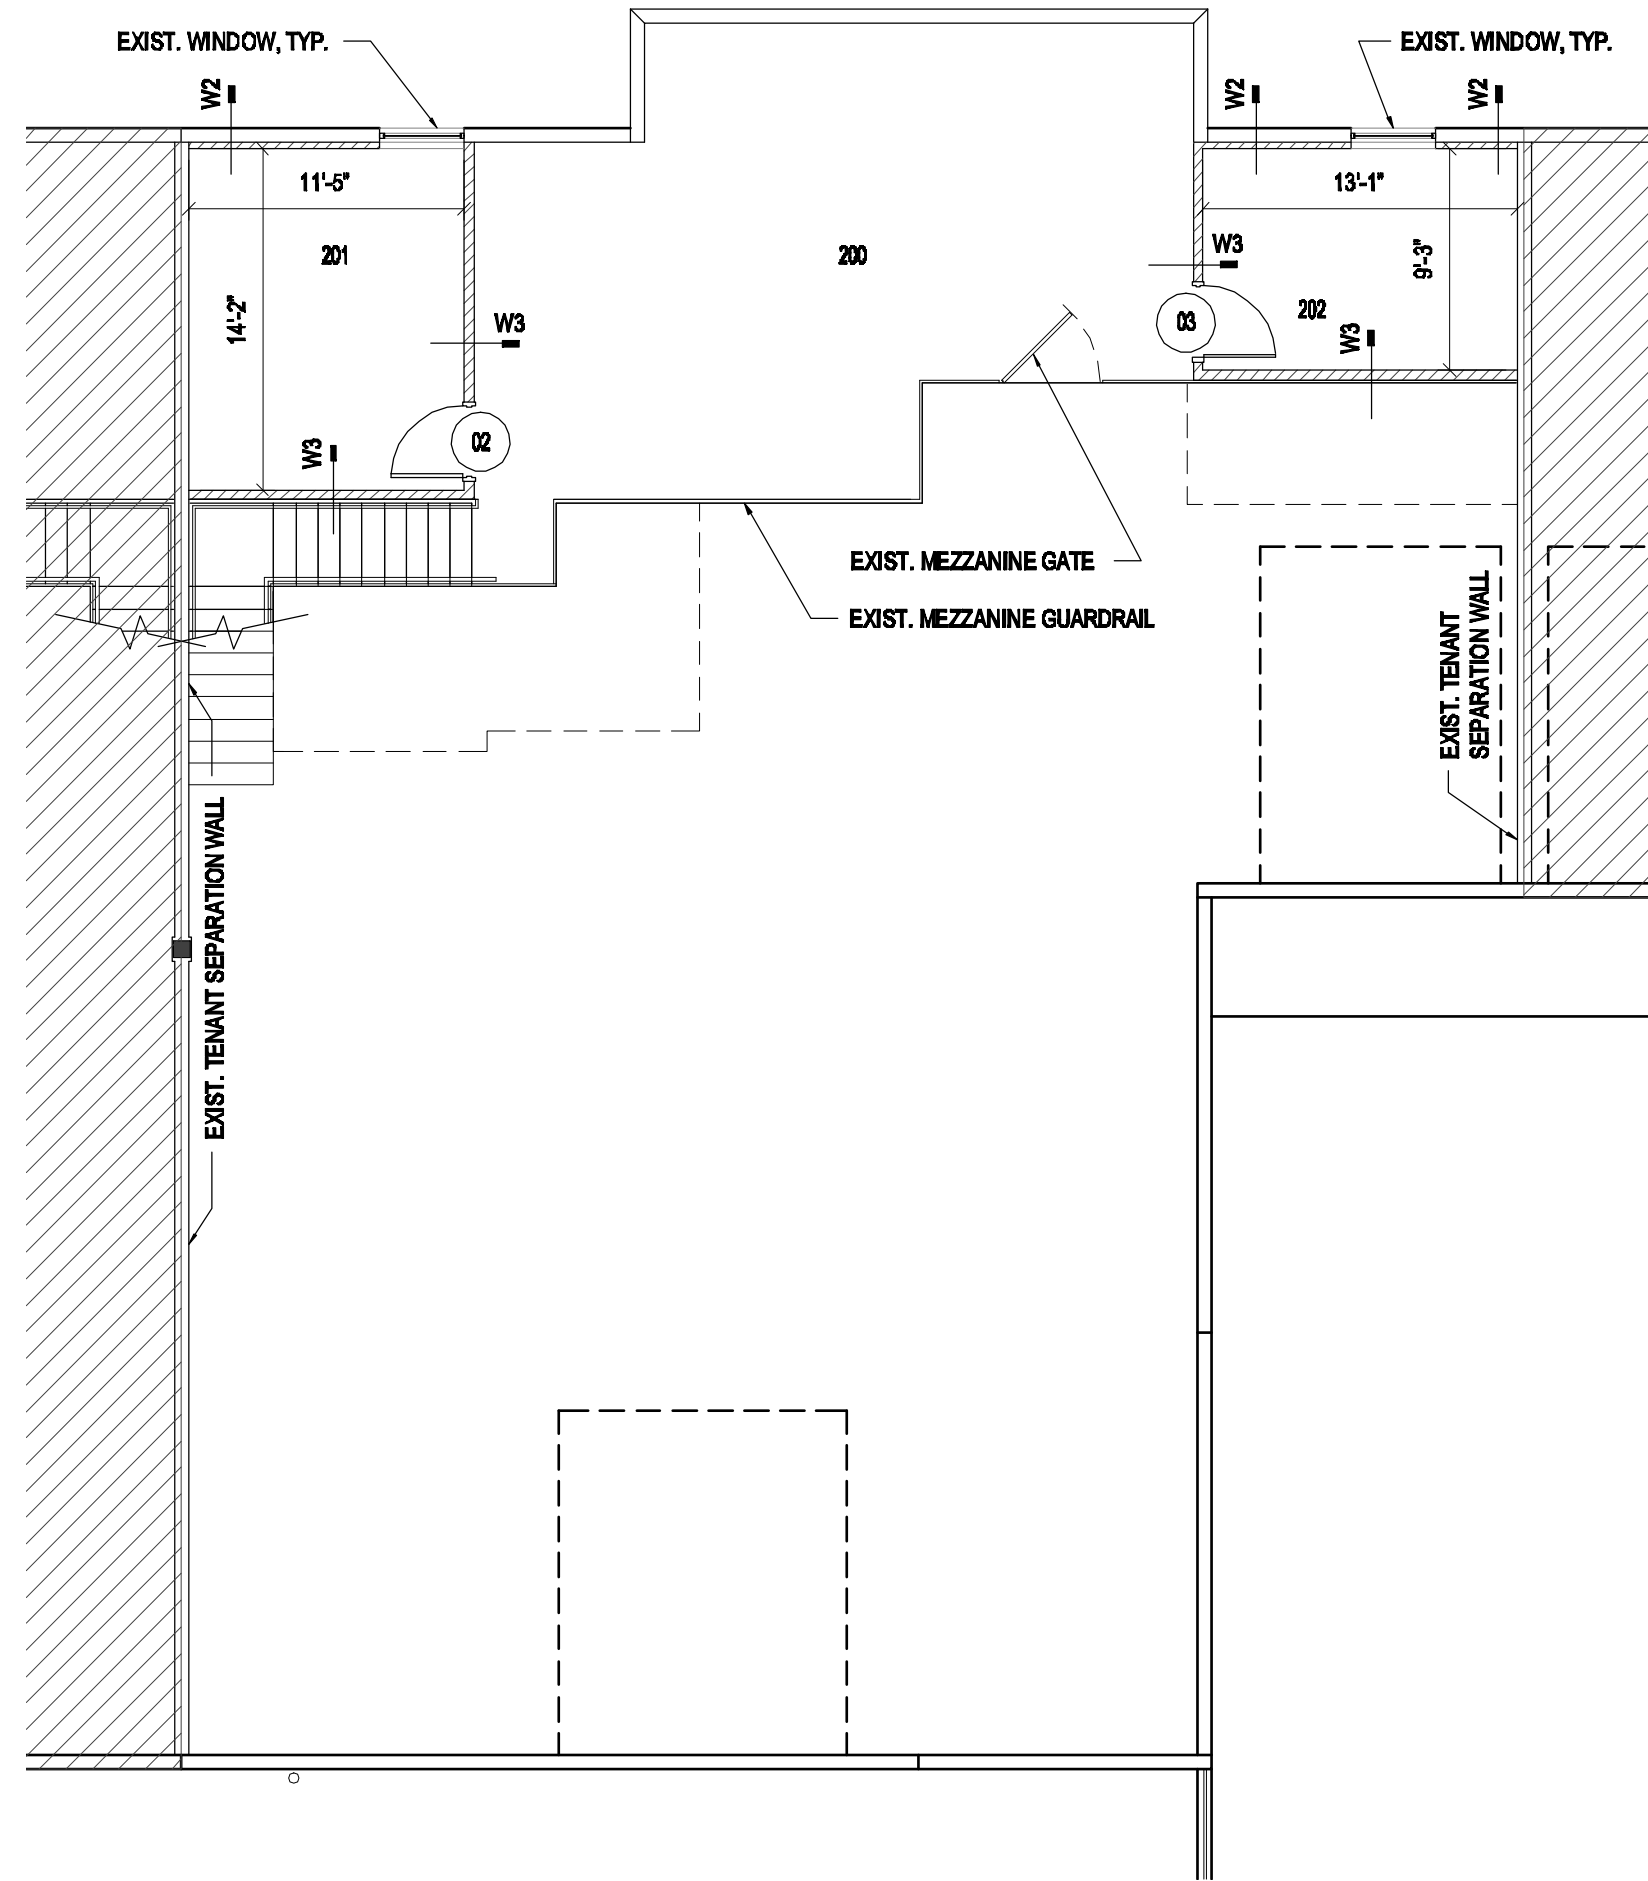 EXIST. WINDOW, TYP.
EXIST. WINDOW, TYP.
W2
W2
W2
11'-5"
13'-1"
201
200
W3
9'-3"
14'-2"
202
W3
03
W3
02
W3
EXIST. MEZZANINE GATE
EXIST. MEZZANINE GUARDRAIL
EXIST. TENANT
SEPARATION WALL
EXIST. TENANT SEPARATION WALL